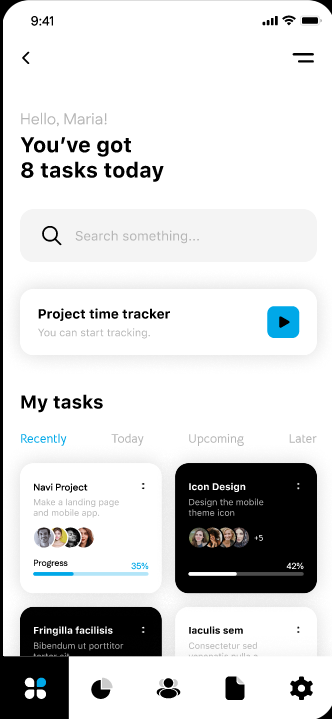 9:41
Hello, Maria!
You've got
8 tasks today
Search something...
Project time tracker
You can start tracking.
My tasks
Recently Today Upcoming Later
Navi Project
Make a landing page
and mobile app.
Progress
35%
Icon Design
Design the mobile
theme icon
+5
42%
Fringilla facilisis
Bibendum ut porttitor
Iaculis sem
Consectetur sed